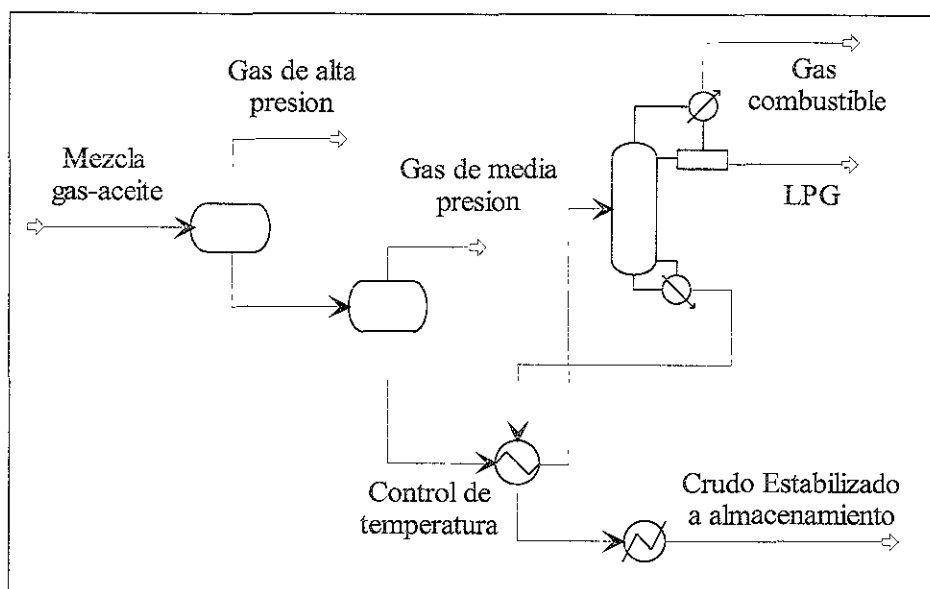 Gas de alta
presion
Mezcla
gas-aceite
Gas de media
presion
Gas
combustible
LPG
Control de
temperatura
Crudo Estabilizado
a almacenamiento